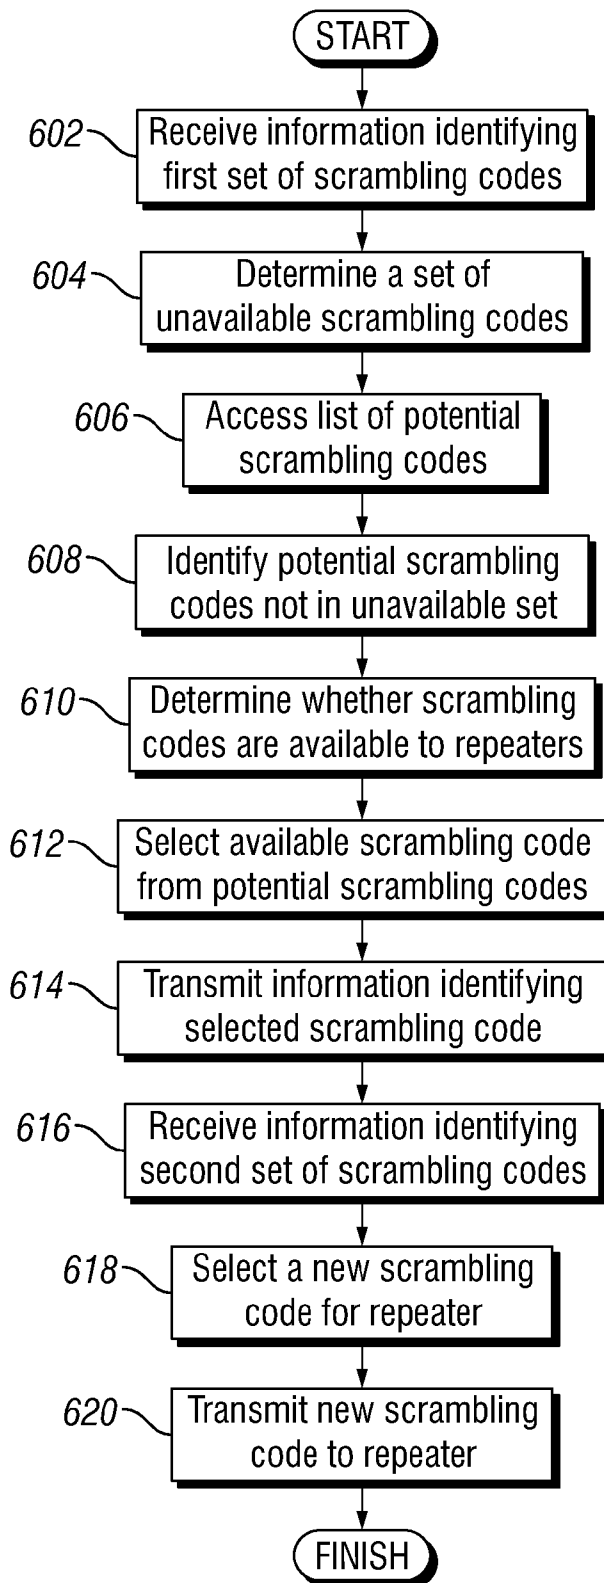 START
602
Receive information identifying
first set of scrambling codes
604
Determine a set of
unavailable scrambling codes
606
Access list of potential
scrambling codes
608
Identify potential scrambling
codes not in unavailable set
610
Determine whether scrambling
codes are available to repeaters
612
Select available scrambling code
from potential scrambling codes
614
Transmit information identifying
selected scrambling code
616
Receive information identifying
second set of scrambling codes
618
Select a new scrambling
code for repeater
620
Transmit new scrambling
code to repeater
FINISH